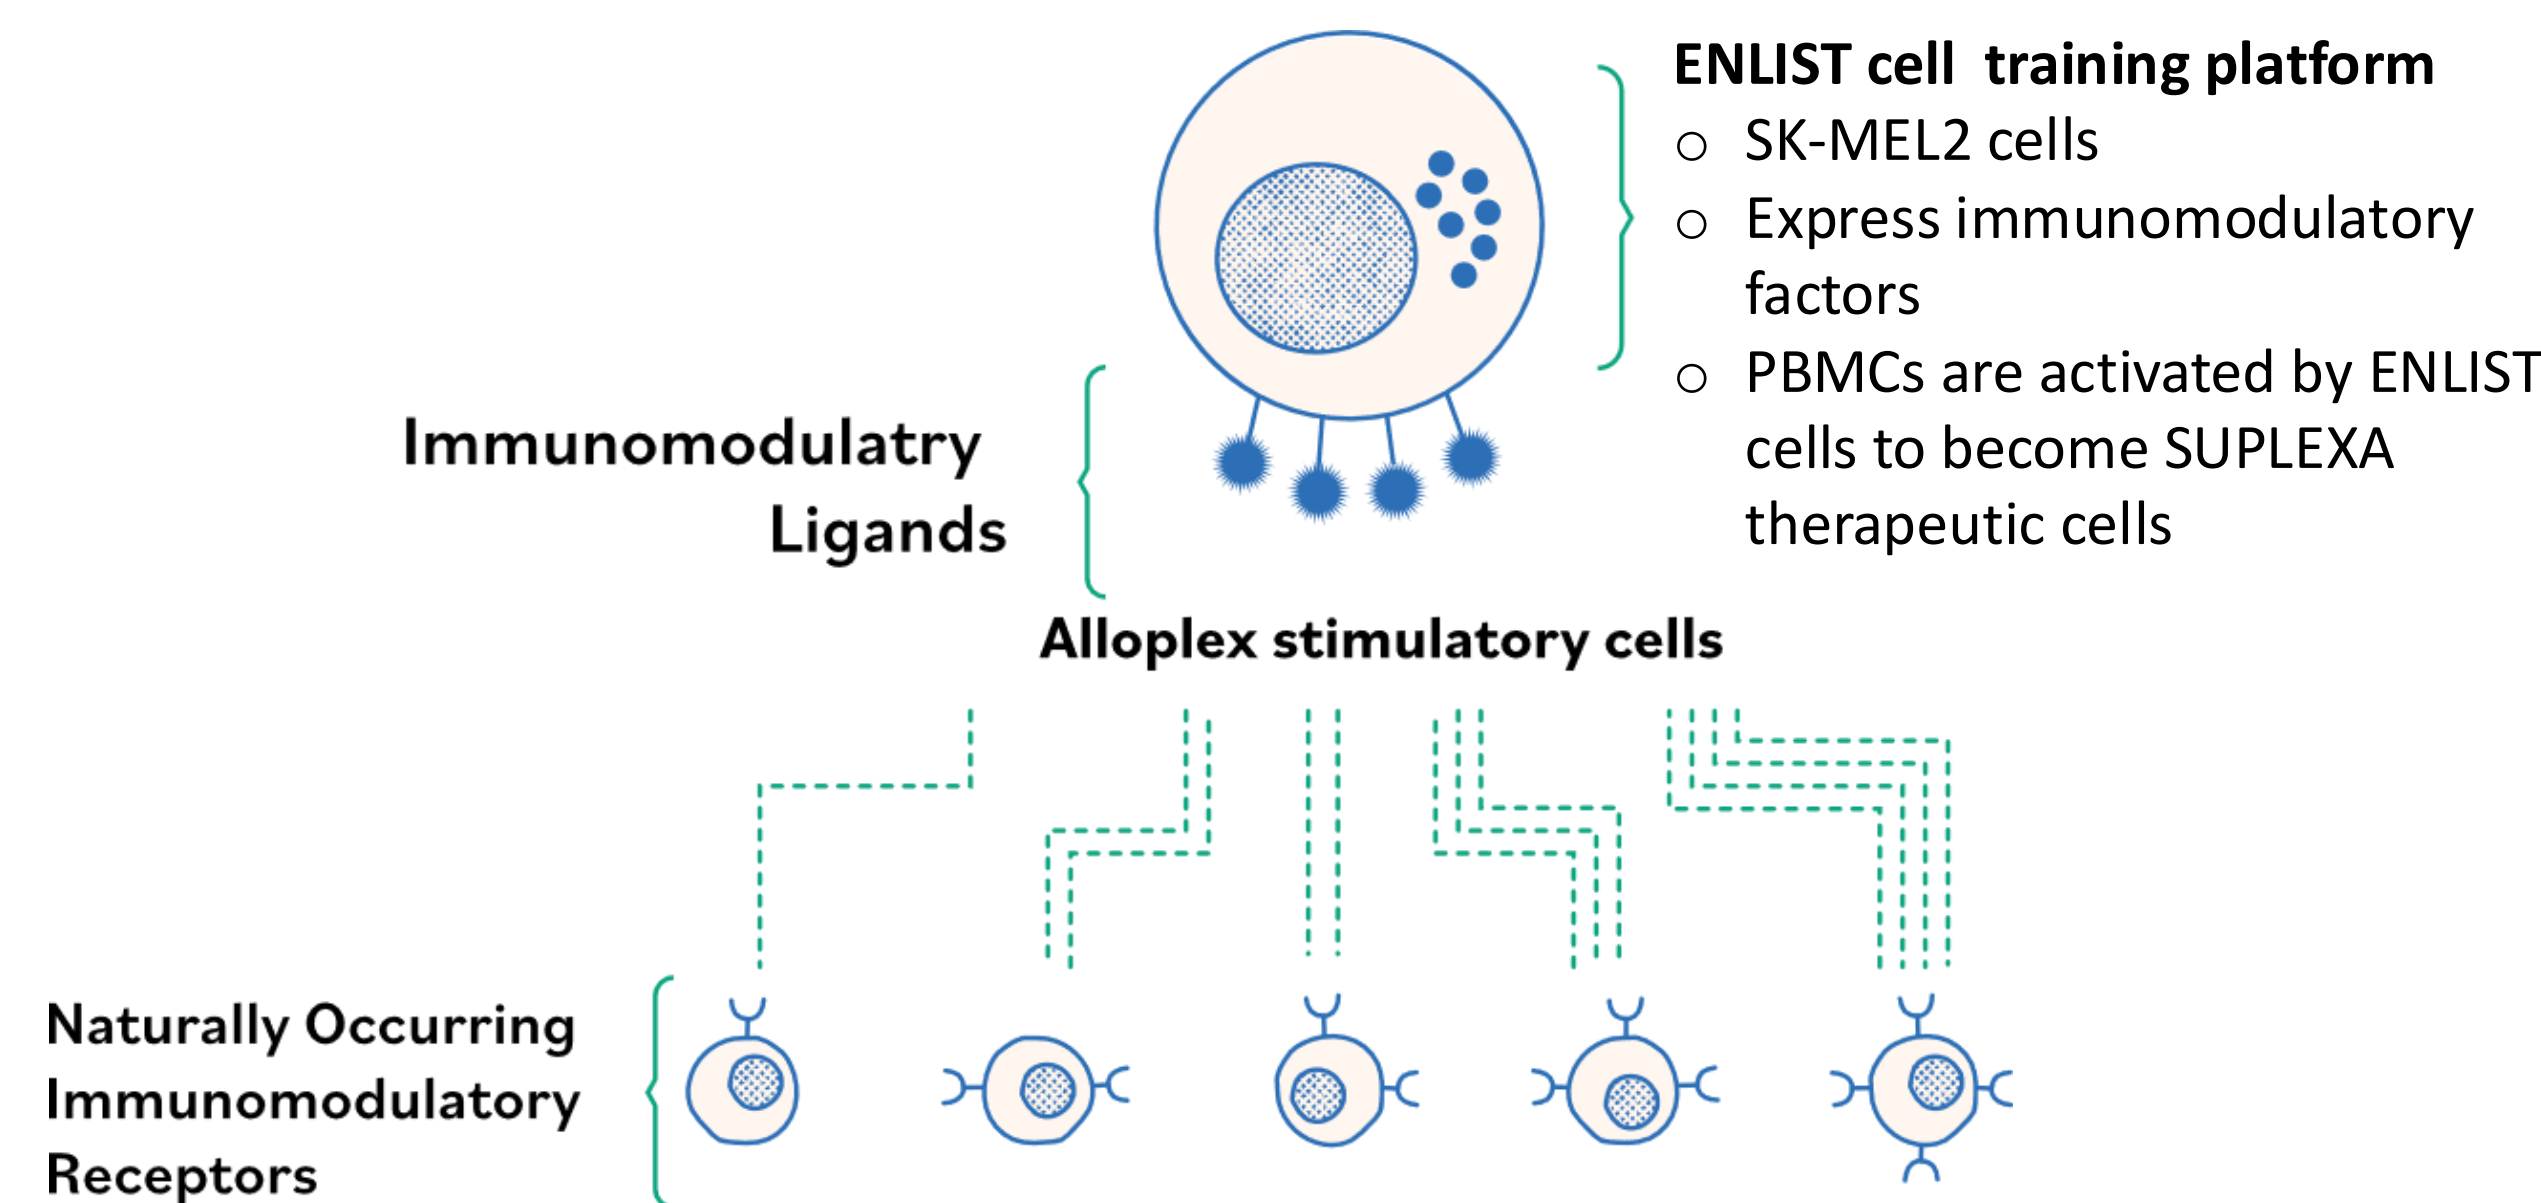 ENLIST cell training platform
○ SK-MEL2 cells
○ Express immunomodulatory
factors
○ PBMCs are activated by ENLIST
cells to become SUPLEXA
therapeutic cells
Immunomodulatry
Ligands
Alloplex stimulatory cells
Naturally Occurring
Immunomodulatory
Receptors